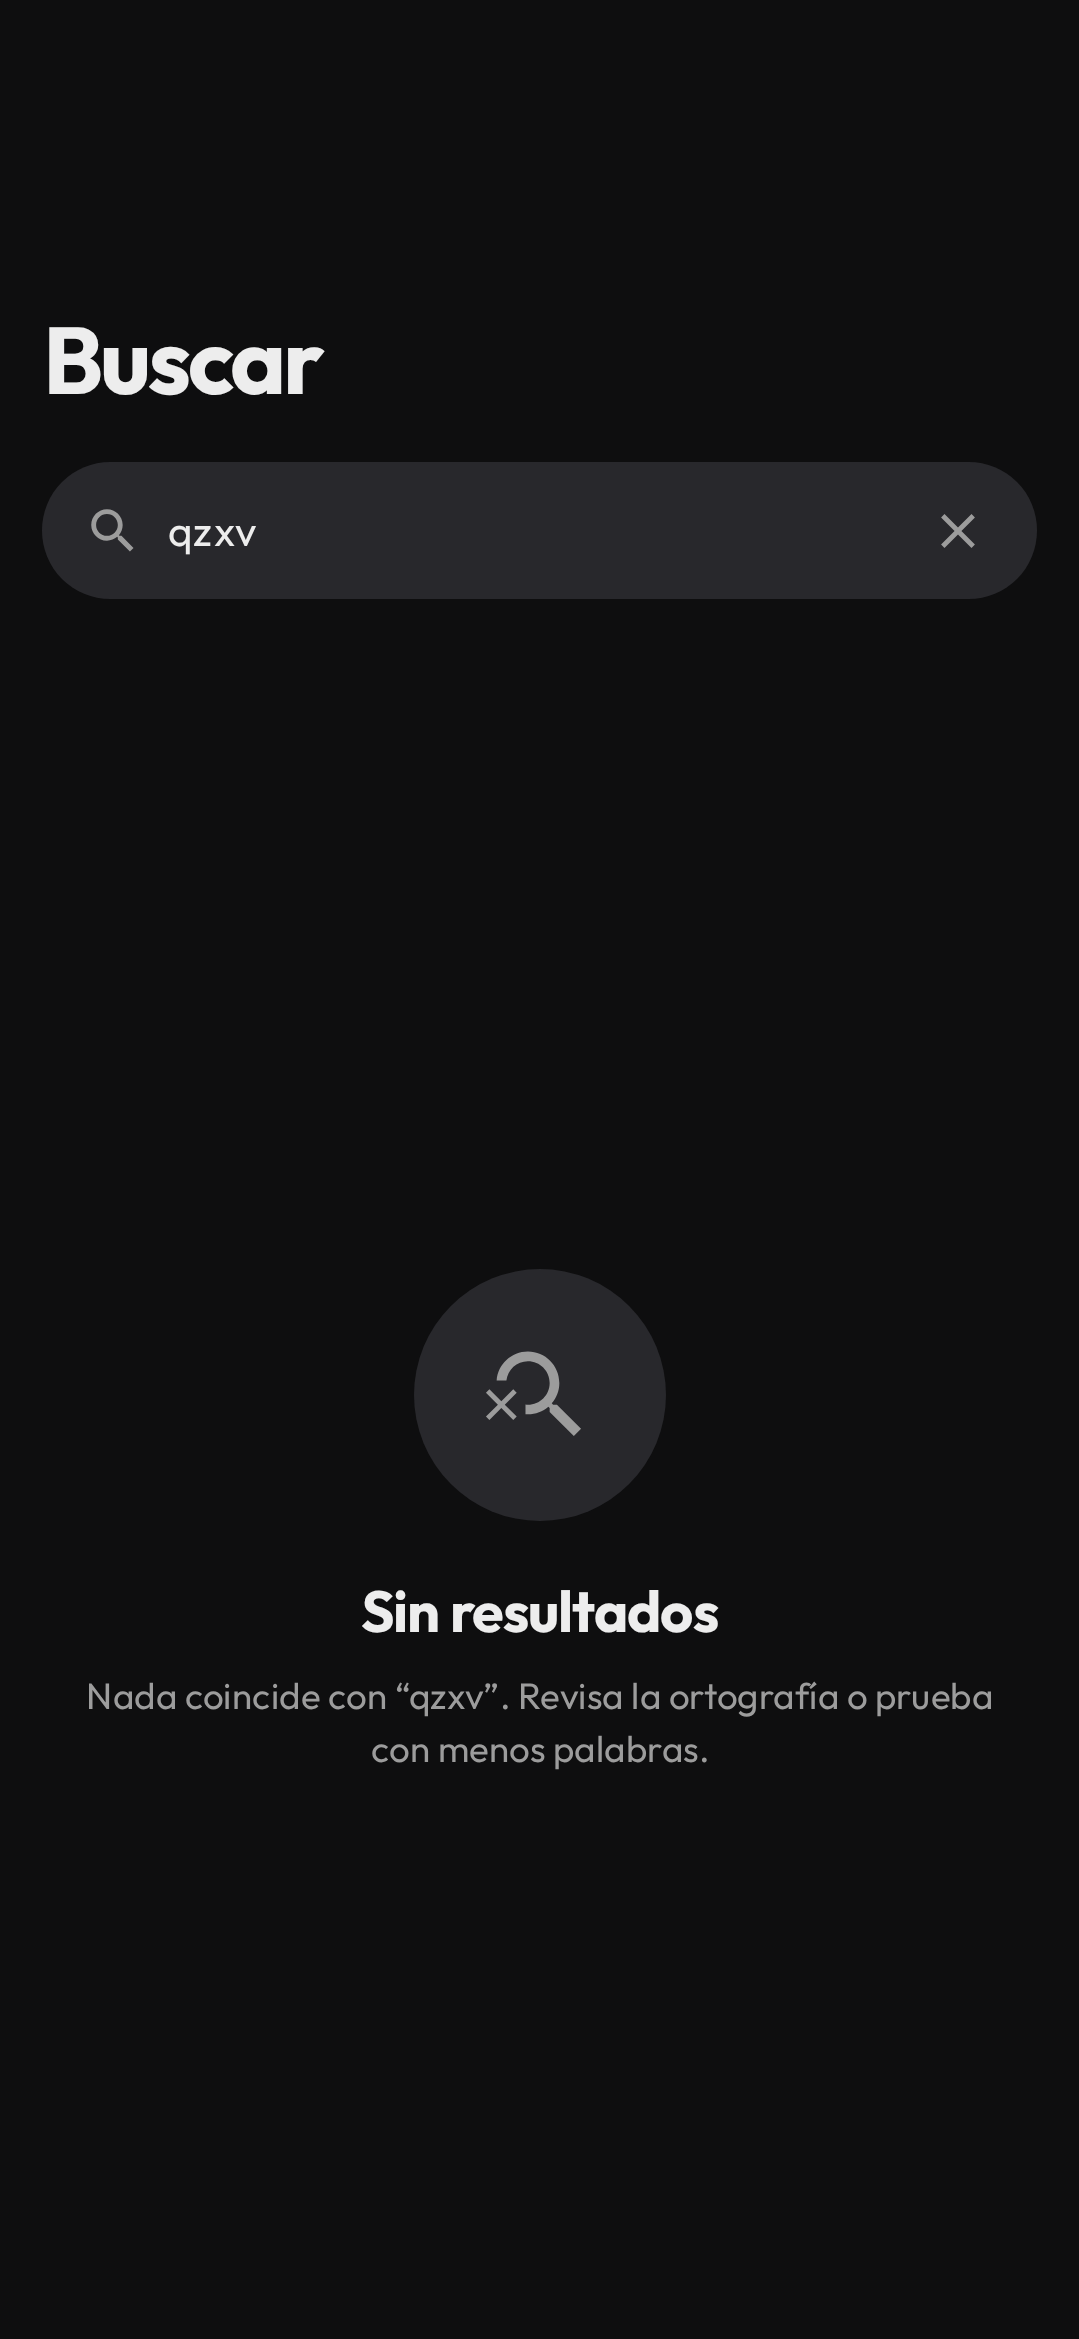 Buscar
qzxv
Sin resultados
Nada coincide con “qzxv”. Revisa la ortografía o prueba
con menos palabras.